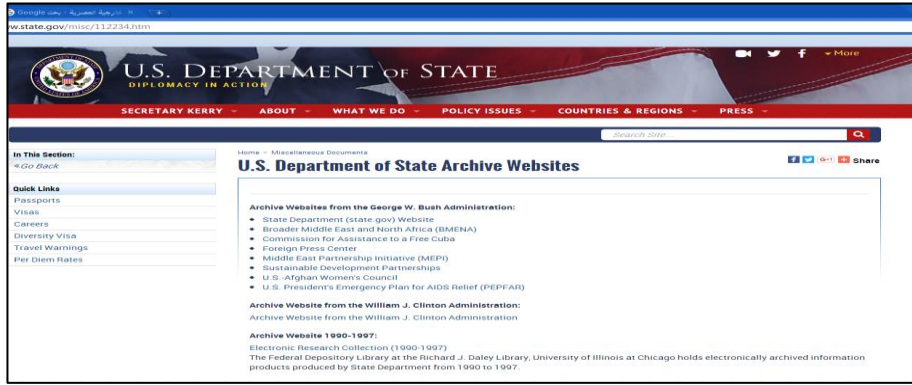 الخارجية المصرية - بحث Google
w.state.gov/misc/112234.htm
U.S. DEPARTMENT OF STATE
DIPLOMACY IN ACTION
More
SECRETARY KERRY ABOUT WHAT WE DO POLICY ISSUES COUNTRIES & REGIONS PRESS
Search Site...
In This Section:
«Go Back
Quick Links
Passports
Visas
Careers
Diversity Visa
Travel Warnings
Per Diem Rates
Home > Miscellaneous Documents
U.S. Department of State Archive Websites
Share
Archive Websites from the George W. Bush Administration:
• State Department (state.gov) Website
• Broader Middle East and North Africa (BMENA)
• Commission for Assistance to a Free Cuba
• Foreign Press Center
• Middle East Partnership Initiative (MEPI)
• Sustainable Development Partnerships
• U.S.-Afghan Women's Council
• U.S. President's Emergency Plan for AIDS Relief (PEPFAR)
Archive Website from the William J. Clinton Administration:
Archive Website from the William J. Clinton Administration
Archive Website 1990-1997:
Electronic Research Collection (1990-1997)
The Federal Depository Library at the Richard J. Daley Library, University of Illinois at Chicago holds electronically archived information
products produced by State Department from 1990 to 1997.